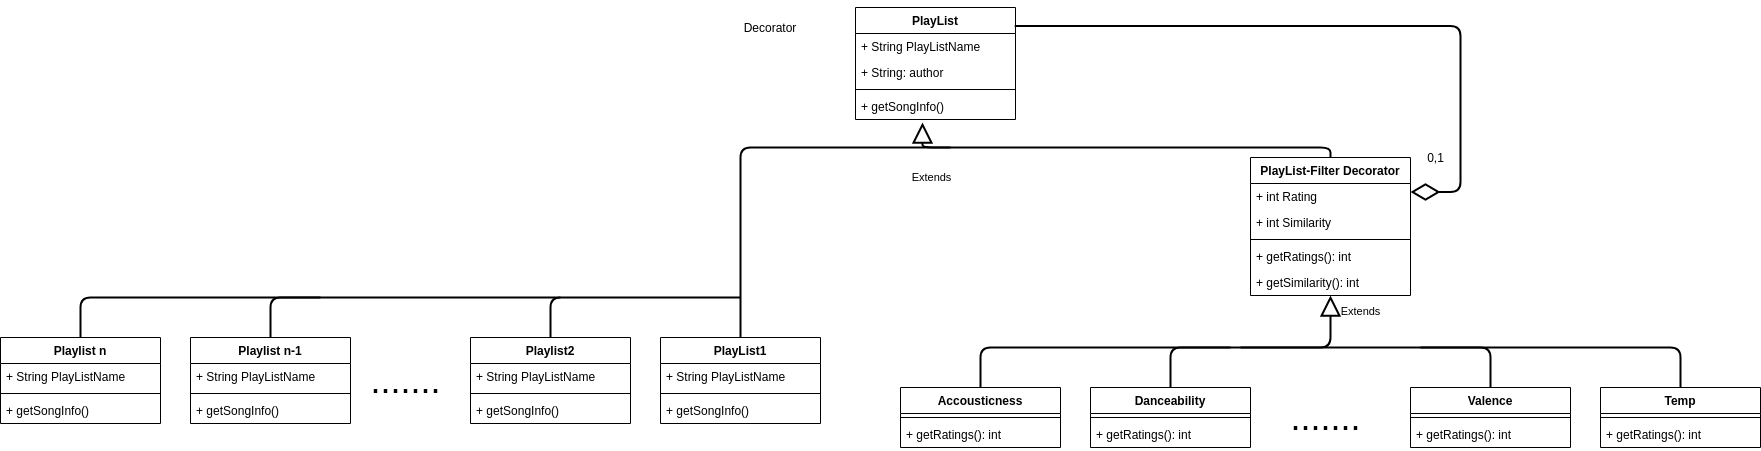 Decorator
PlayList
+ String PlayListName
+ String: author
+ getSongInfo()
0,1
Extends
PlayList-Filter Decorator
+ int Rating
+ int Similarity
+ getRatings(): int
+ getSimilarity(): int
Extends
Playlist n
+ String PlayListName
+ getSongInfo()
Playlist n-1
+ String PlayListName
+ getSongInfo()
.......
Playlist2
+ String PlayListName
+ getSongInfo()
PlayList1
+ String PlayListName
+ getSongInfo()
Accousticness
+ getRatings(): int
Danceability
+ getRatings(): int
.......
Valence
+ getRatings(): int
Temp
+ getRatings(): int